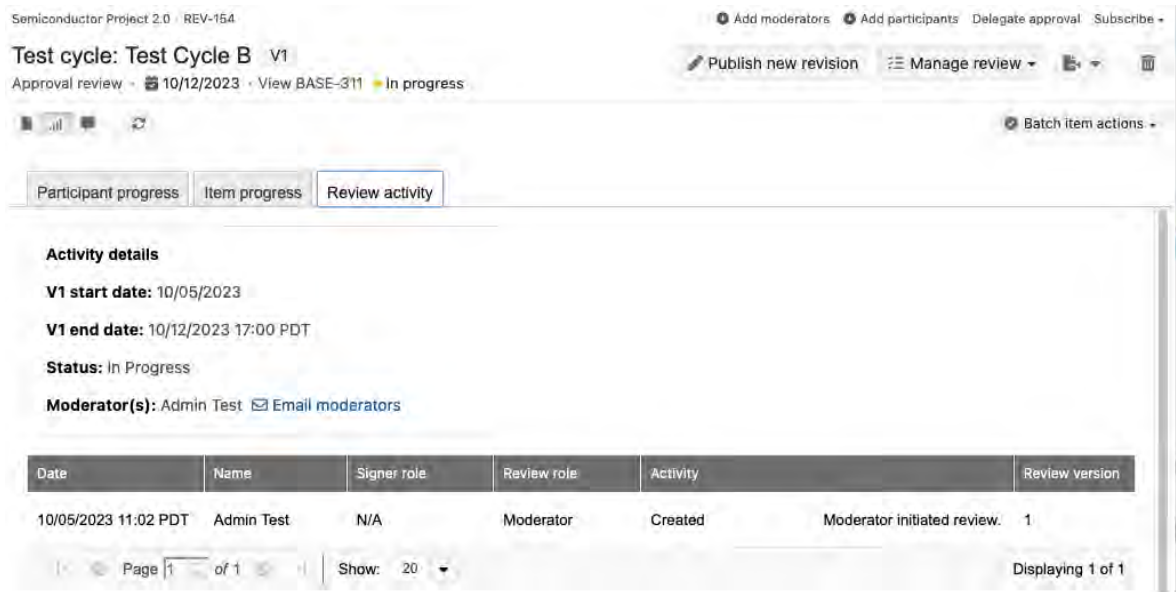 Semiconductor Project 2.0 REV-154 Add moderators Add participants Delegate approval Subscribe
Test cycle: Test Cycle B V1 Publish new revision Manage review
Approval review - 10/12/2023 - View BASE-311 In progress
Batch item actions
Participant progress Item progress Review activity
Activity details
V1 start date: 10/05/2023
V1 end date: 10/12/2023 17:00 PDT
Status: In Progress
Moderator(s): Admin Test Email moderators
Date Name Signer role Review role Activity Review version
10/05/2023 11:02 PDT Admin Test N/A Moderator Created Moderator initiated review. 1
Page 1 of 1 Show: 20 Displaying 1 of 1